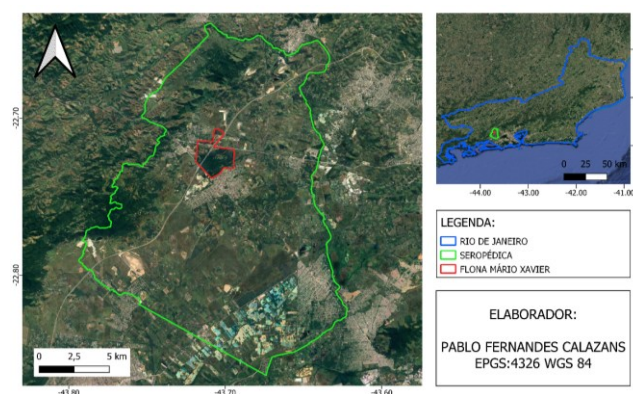 -22,70
-22,80
0 2,5 5 km
-43,80 -43,70 -43,60
0 25 50 km
-44.00 -43.00 -42.00 -41.00
LEGENDA:
RIO DE JANEIRO
SEROPÉDICA
FLONA MÁRIO XAVIER
ELABORADOR:
PABLO FERNANDES CALAZANS
EPGS:4326 WGS 84